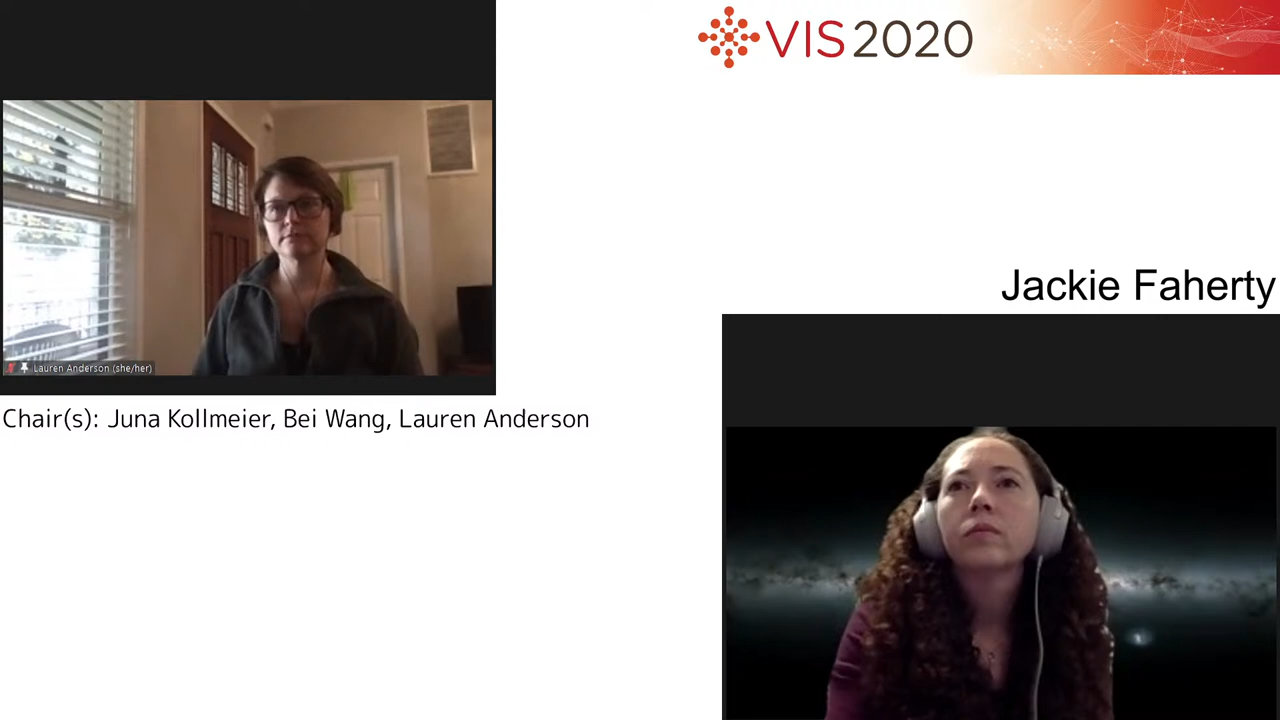 VIS2020
Jackie Faherty
Lauren Anderson (she/her)
Chair(s): Juna Kollmeier, Bei Wang, Lauren Anderson